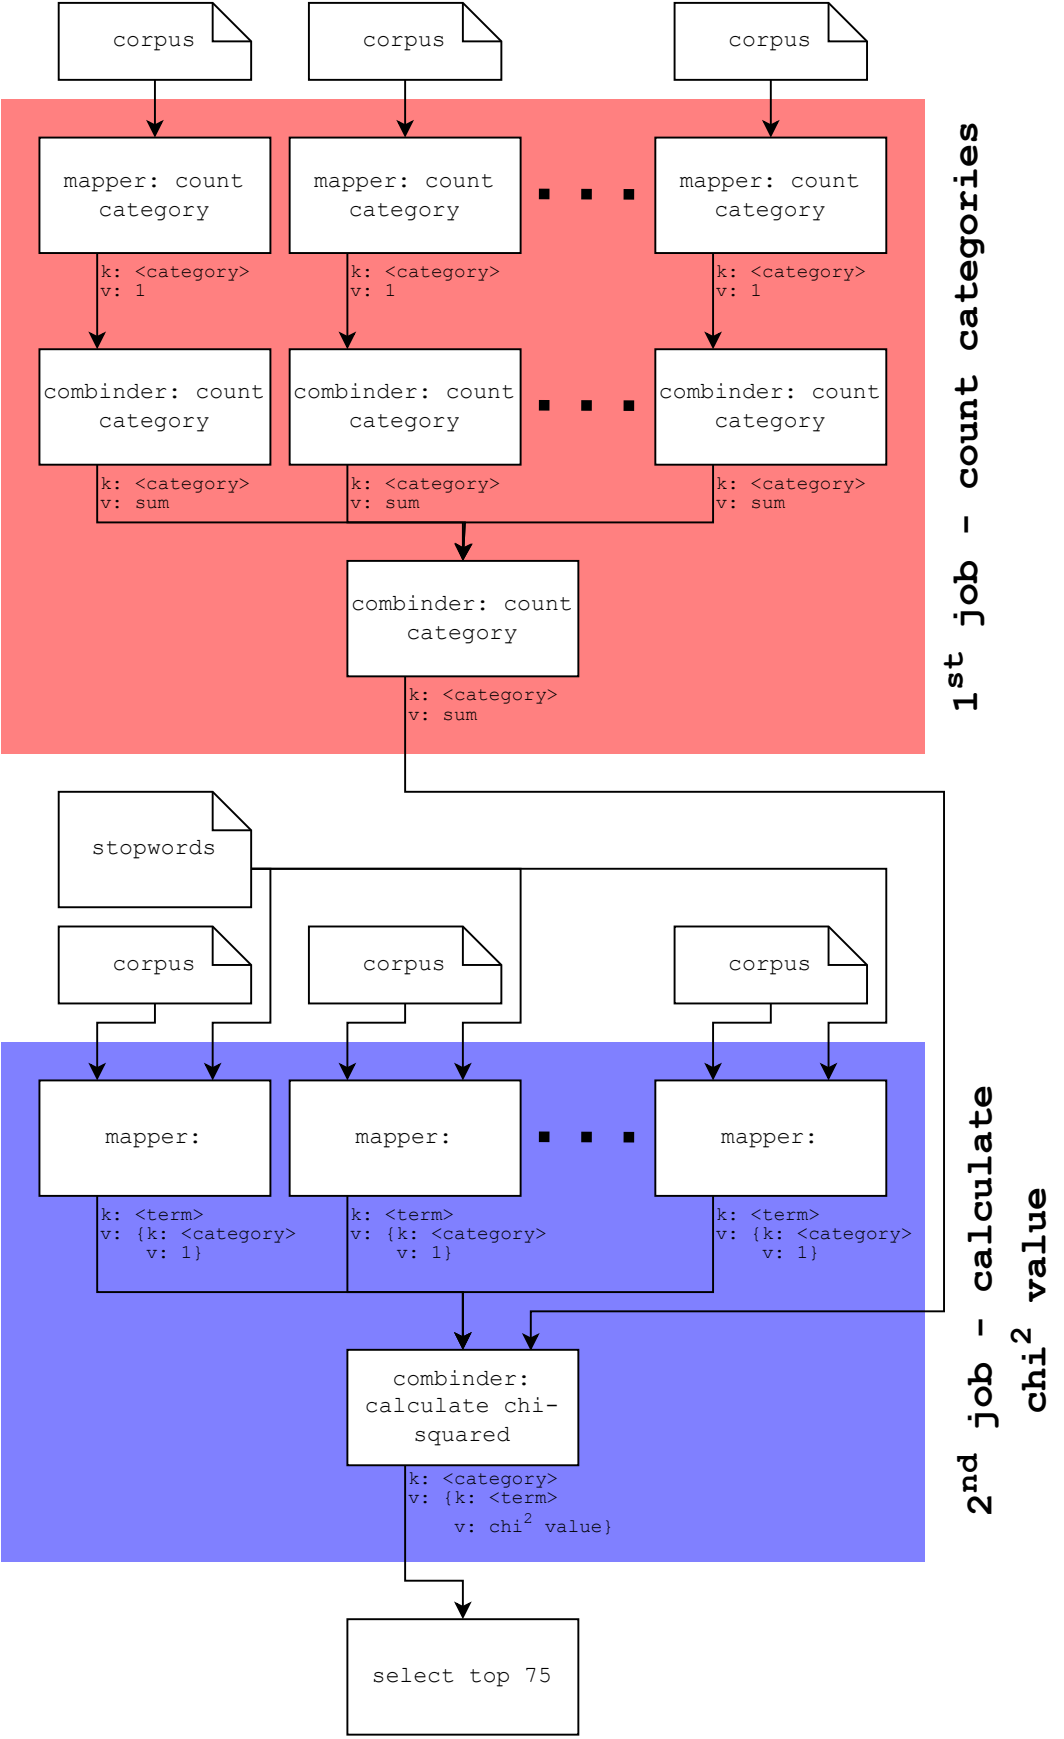 corpus
corpus
corpus
mapper: count
category
mapper: count
category
mapper: count
category
k: <category>
v: 1
k: <category>
v: 1
k: <category>
v: 1
combinder: count
category
combinder: count
category
combinder: count
category
k: <category>
v: sum
k: <category>
v: sum
k: <category>
v: sum
combinder: count
category
k: <category>
v: sum
1st job - count categories
stopwords
corpus
corpus
corpus
mapper:
mapper:
mapper:
k: <term>
v: {k: <category>
v: 1}
k: <term>
v: {k: <category>
v: 1}
k: <term>
v: {k: <category>
v: 1}
combinder:
calculate chi-
squared
k: <category>
v: {k: <term>
v: chi² value}
2nd job - calculate
chi² value
select top 75